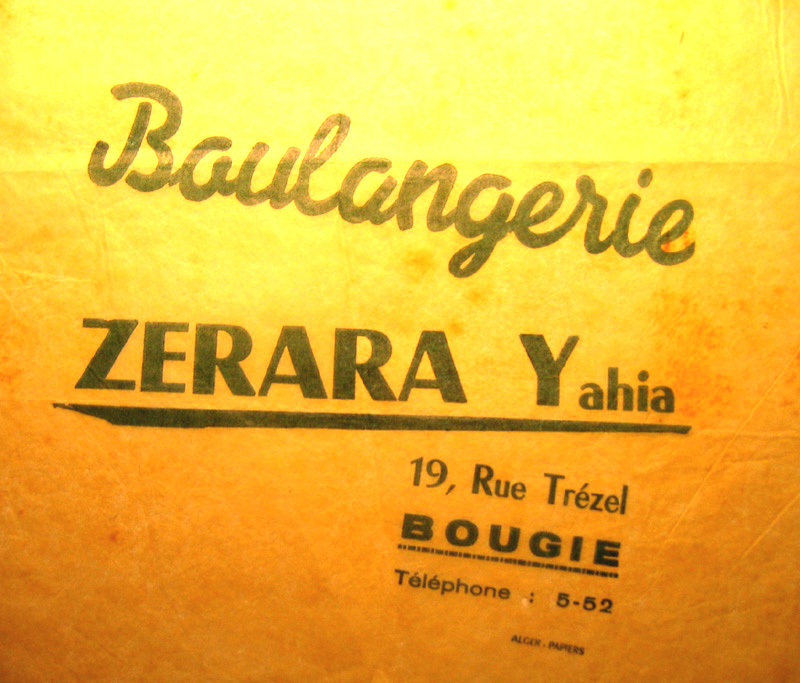 Boulangerie
ZERARA Yahia
19, Rue Trézel
BOUGIE
Téléphone : 5-52
ALGER - PAPIERS